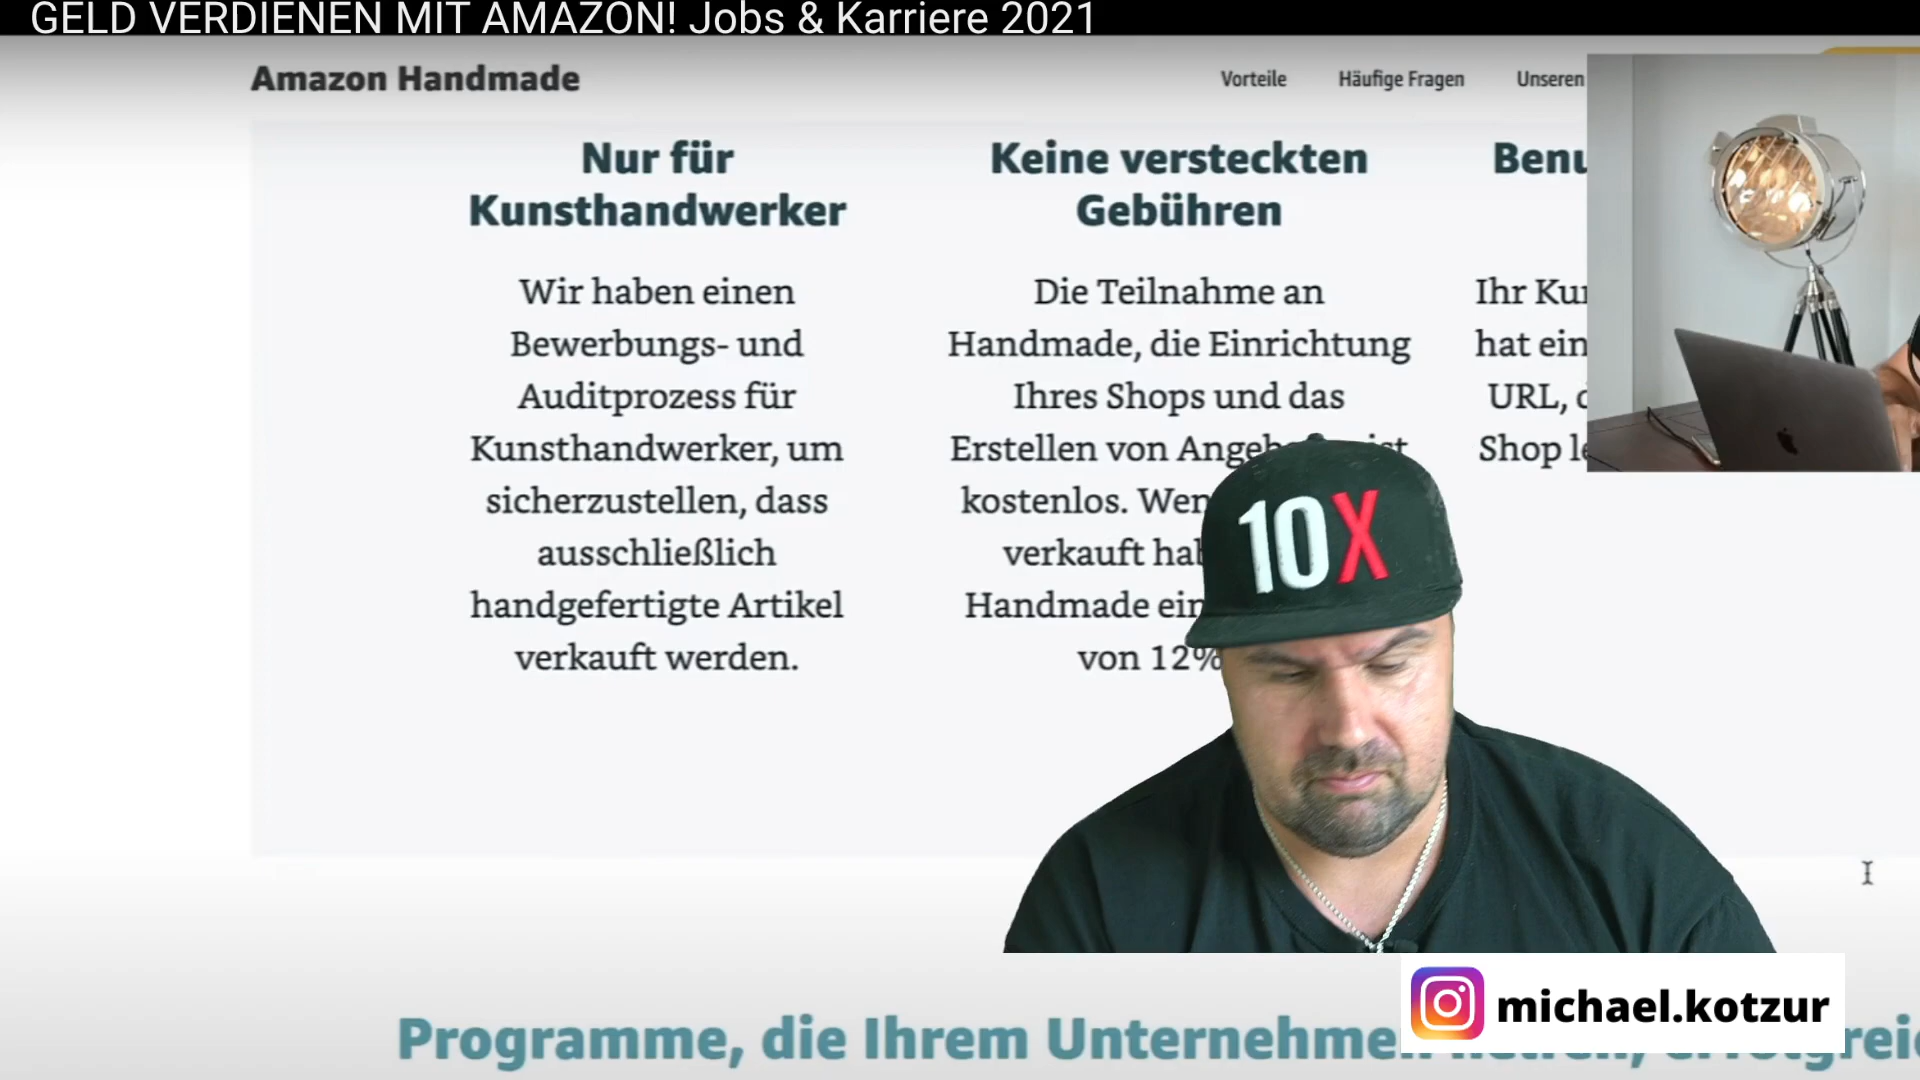 GELD VERDIENEN MIT AMAZON! Jobs & Karriere 2021
Amazon Handmade
Vorteile
Häufige Fragen
Unseren
Nur für
Kunsthandwerker
Wir haben einen
Bewerbungs- und
Auditprozess für
Kunsthandwerker, um
sicherzustellen, dass
ausschließlich
handgefertigte Artikel
verkauft werden.
Keine versteckten
Gebühren
Die Teilnahme an
Handmade, die Einrichtung
Ihres Shops und das
Erstellen von
kostenlos.
verkauft
Handmade
von 12%
Ihr
hat
URL,
Shop
10X
michael.kotzur
Programme, die Ihrem